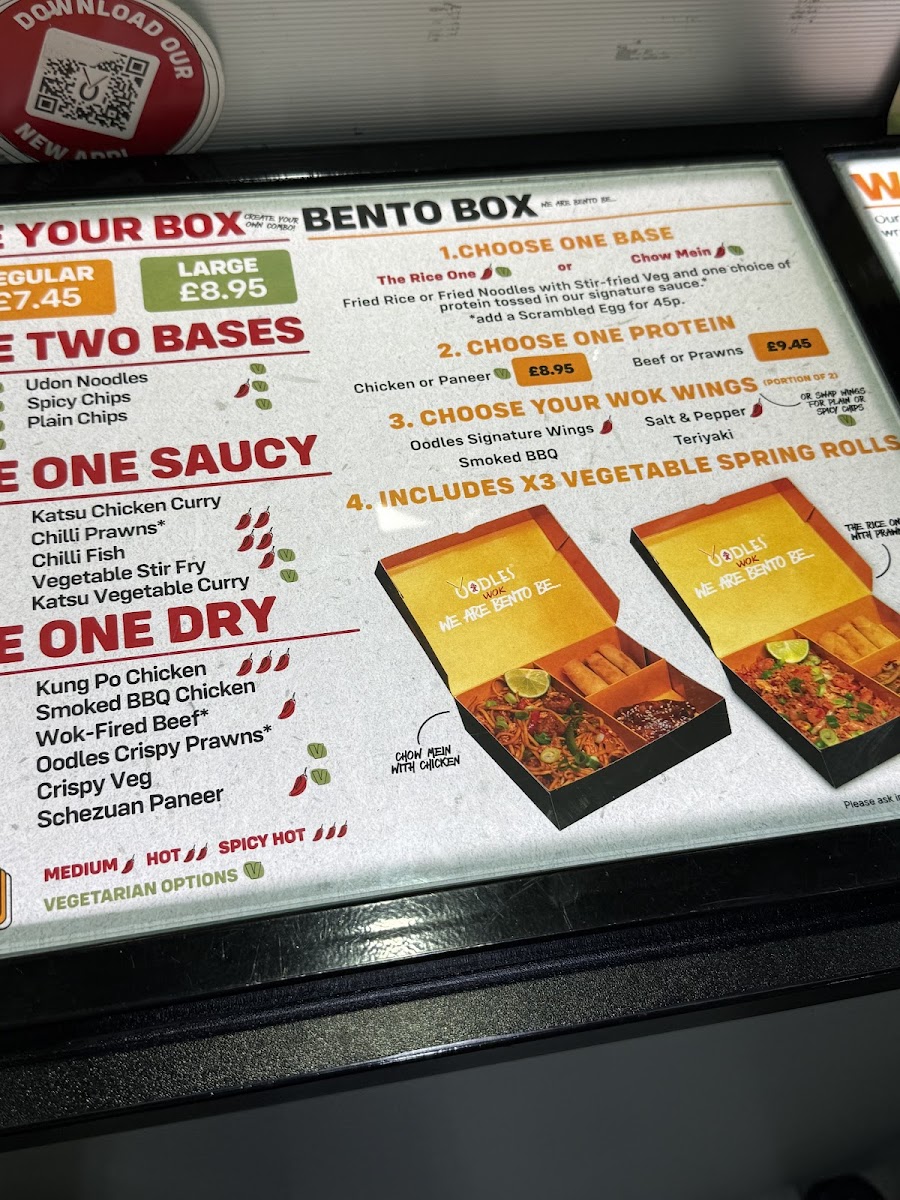 DOWNLOAD OUR
NEW APP!
E YOUR BOX
CREATE YOUR
OWN COMBO!
EGULAR
£7.45
LARGE
£8.95
E TWO BASES
Udon Noodles
Spicy Chips
Plain Chips
E ONE SAUCY
Katsu Chicken Curry
Chilli Prawns*
Chilli Fish
Vegetable Stir Fry
Katsu Vegetable Curry
E ONE DRY
Kung Po Chicken
Smoked BBQ Chicken
Wok-Fired Beef*
Oodles Crispy Prawns*
Crispy Veg
Schezuan Paneer
MEDIUM HOT SPICY HOT
VEGETARIAN OPTIONS
BENTO BOX
WE ARE BENTO BE...
1.CHOOSE ONE BASE
The Rice One or Chow Mein
Fried Rice or Fried Noodles with Stir-fried Veg and one choice of
protein tossed in our signature sauce.*
*add a Scrambled Egg for 45p.
2. CHOOSE ONE PROTEIN
Chicken or Paneer £8.95 Beef or Prawns £9.45
3. CHOOSE YOUR WOK WINGS (PORTION OF 2)
Oodles Signature Wings Salt & Pepper
Smoked BBQ Teriyaki
OR SWAP WINGS
FOR PLAIN OR
SPICY CHIPS
4. INCLUDES X3 VEGETABLE SPRING ROLLS
OODLES
WOK
WE ARE BENTO BE...
OODLES
WOK
WE ARE BENTO BE...
CHOW MEIN
WITH CHICKEN
THE RICE ON
WITH PRAWN
Please ask i
W
Our
wr